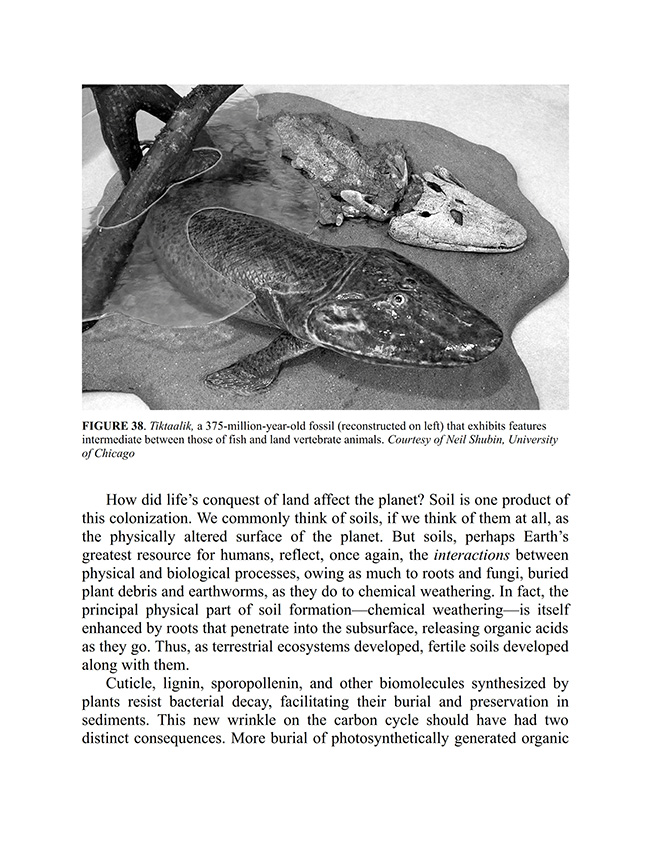 FIGURE 38. Tiktaalik, a 375-million-year-old fossil (reconstructed on left) that exhibits features
intermediate between those of fish and land vertebrate animals. Courtesy of Neil Shubin, University
of Chicago
How did life’s conquest of land affect the planet? Soil is one product of
this colonization. We commonly think of soils, if we think of them at all, as
the physically altered surface of the planet. But soils, perhaps Earth’s
greatest resource for humans, reflect, once again, the interactions between
physical and biological processes, owing as much to roots and fungi, buried
plant debris and earthworms, as they do to chemical weathering. In fact, the
principal physical part of soil formation—chemical weathering—is itself
enhanced by roots that penetrate into the subsurface, releasing organic acids
as they go. Thus, as terrestrial ecosystems developed, fertile soils developed
along with them.
Cuticle, lignin, sporopollenin, and other biomolecules synthesized by
plants resist bacterial decay, facilitating their burial and preservation in
sediments. This new wrinkle on the carbon cycle should have had two
distinct consequences. More burial of photosynthetically generated organic